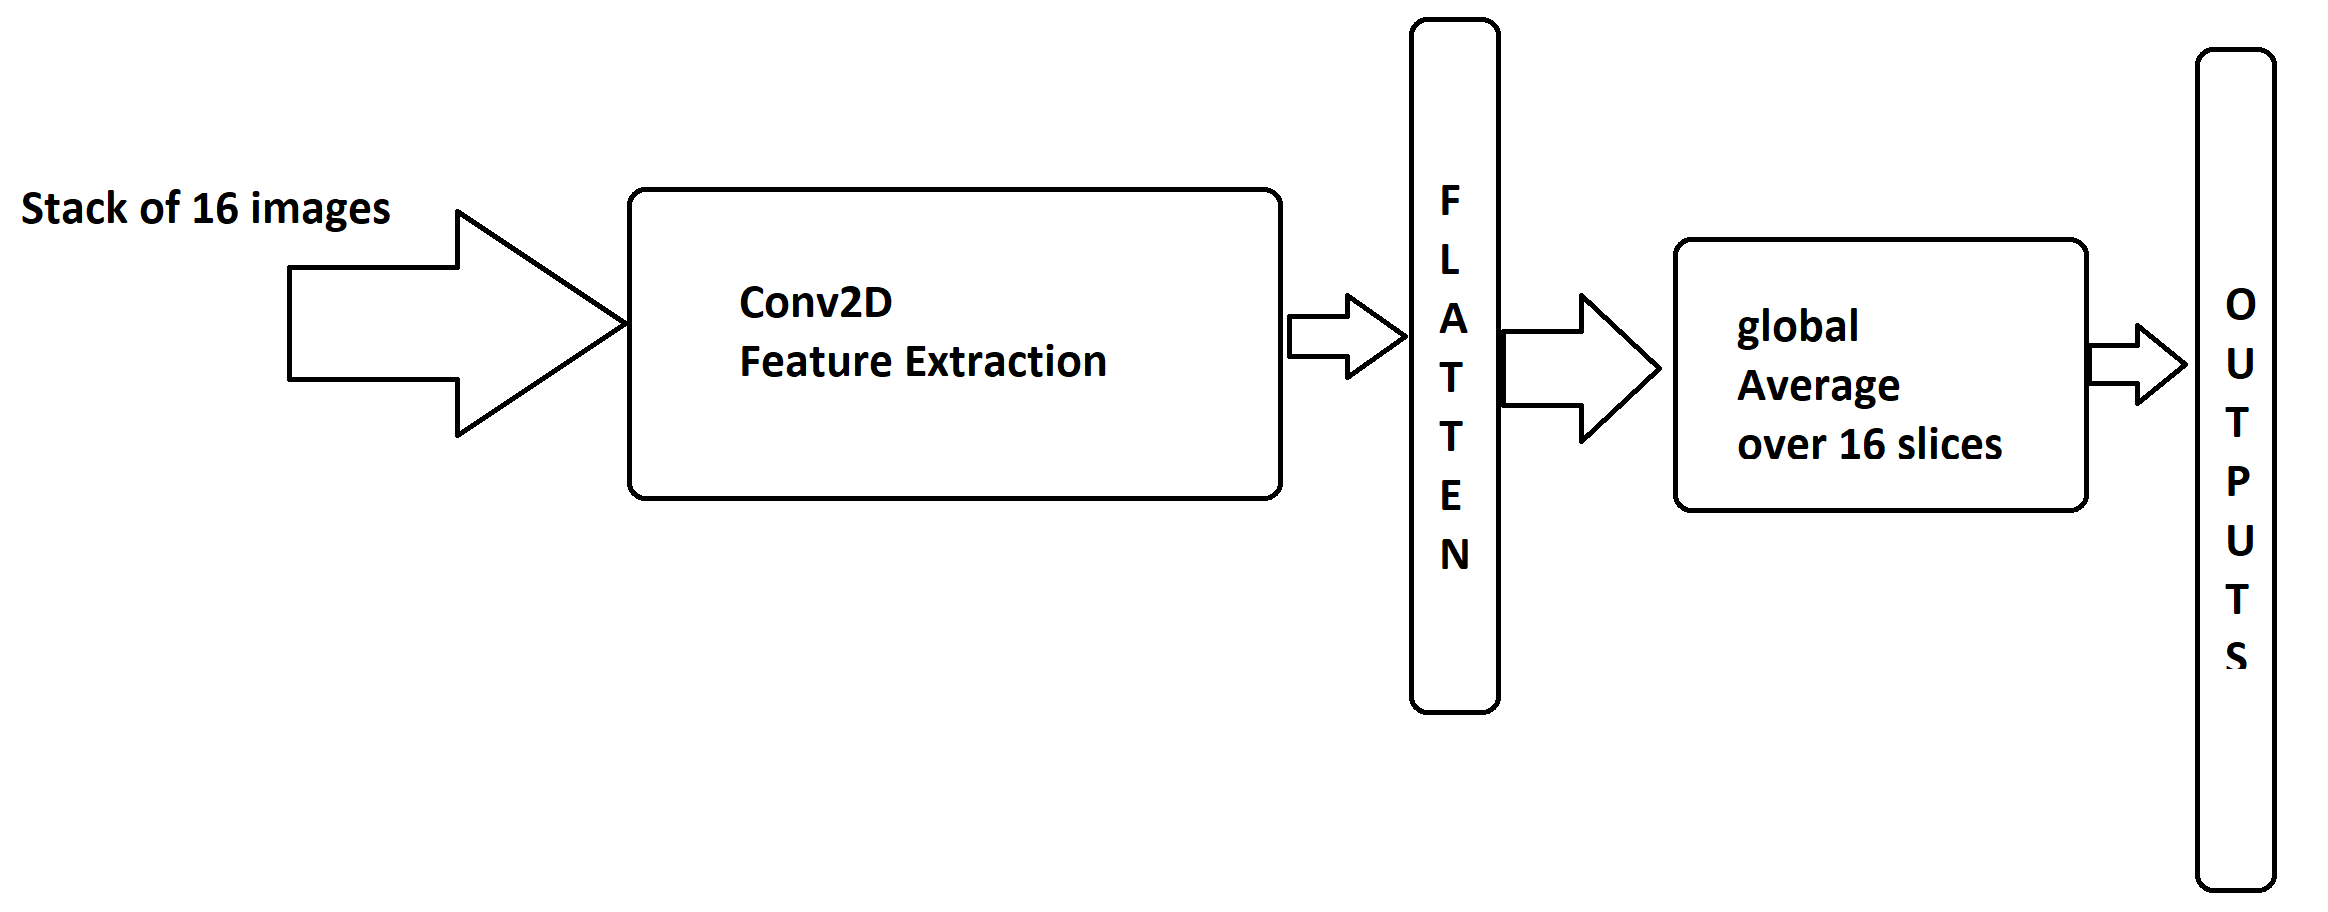 Stack of 16 images
Conv2D
Feature Extraction
F
L
A
T
T
E
N
global
Average
over 16 slices
O
U
T
P
U
T
S